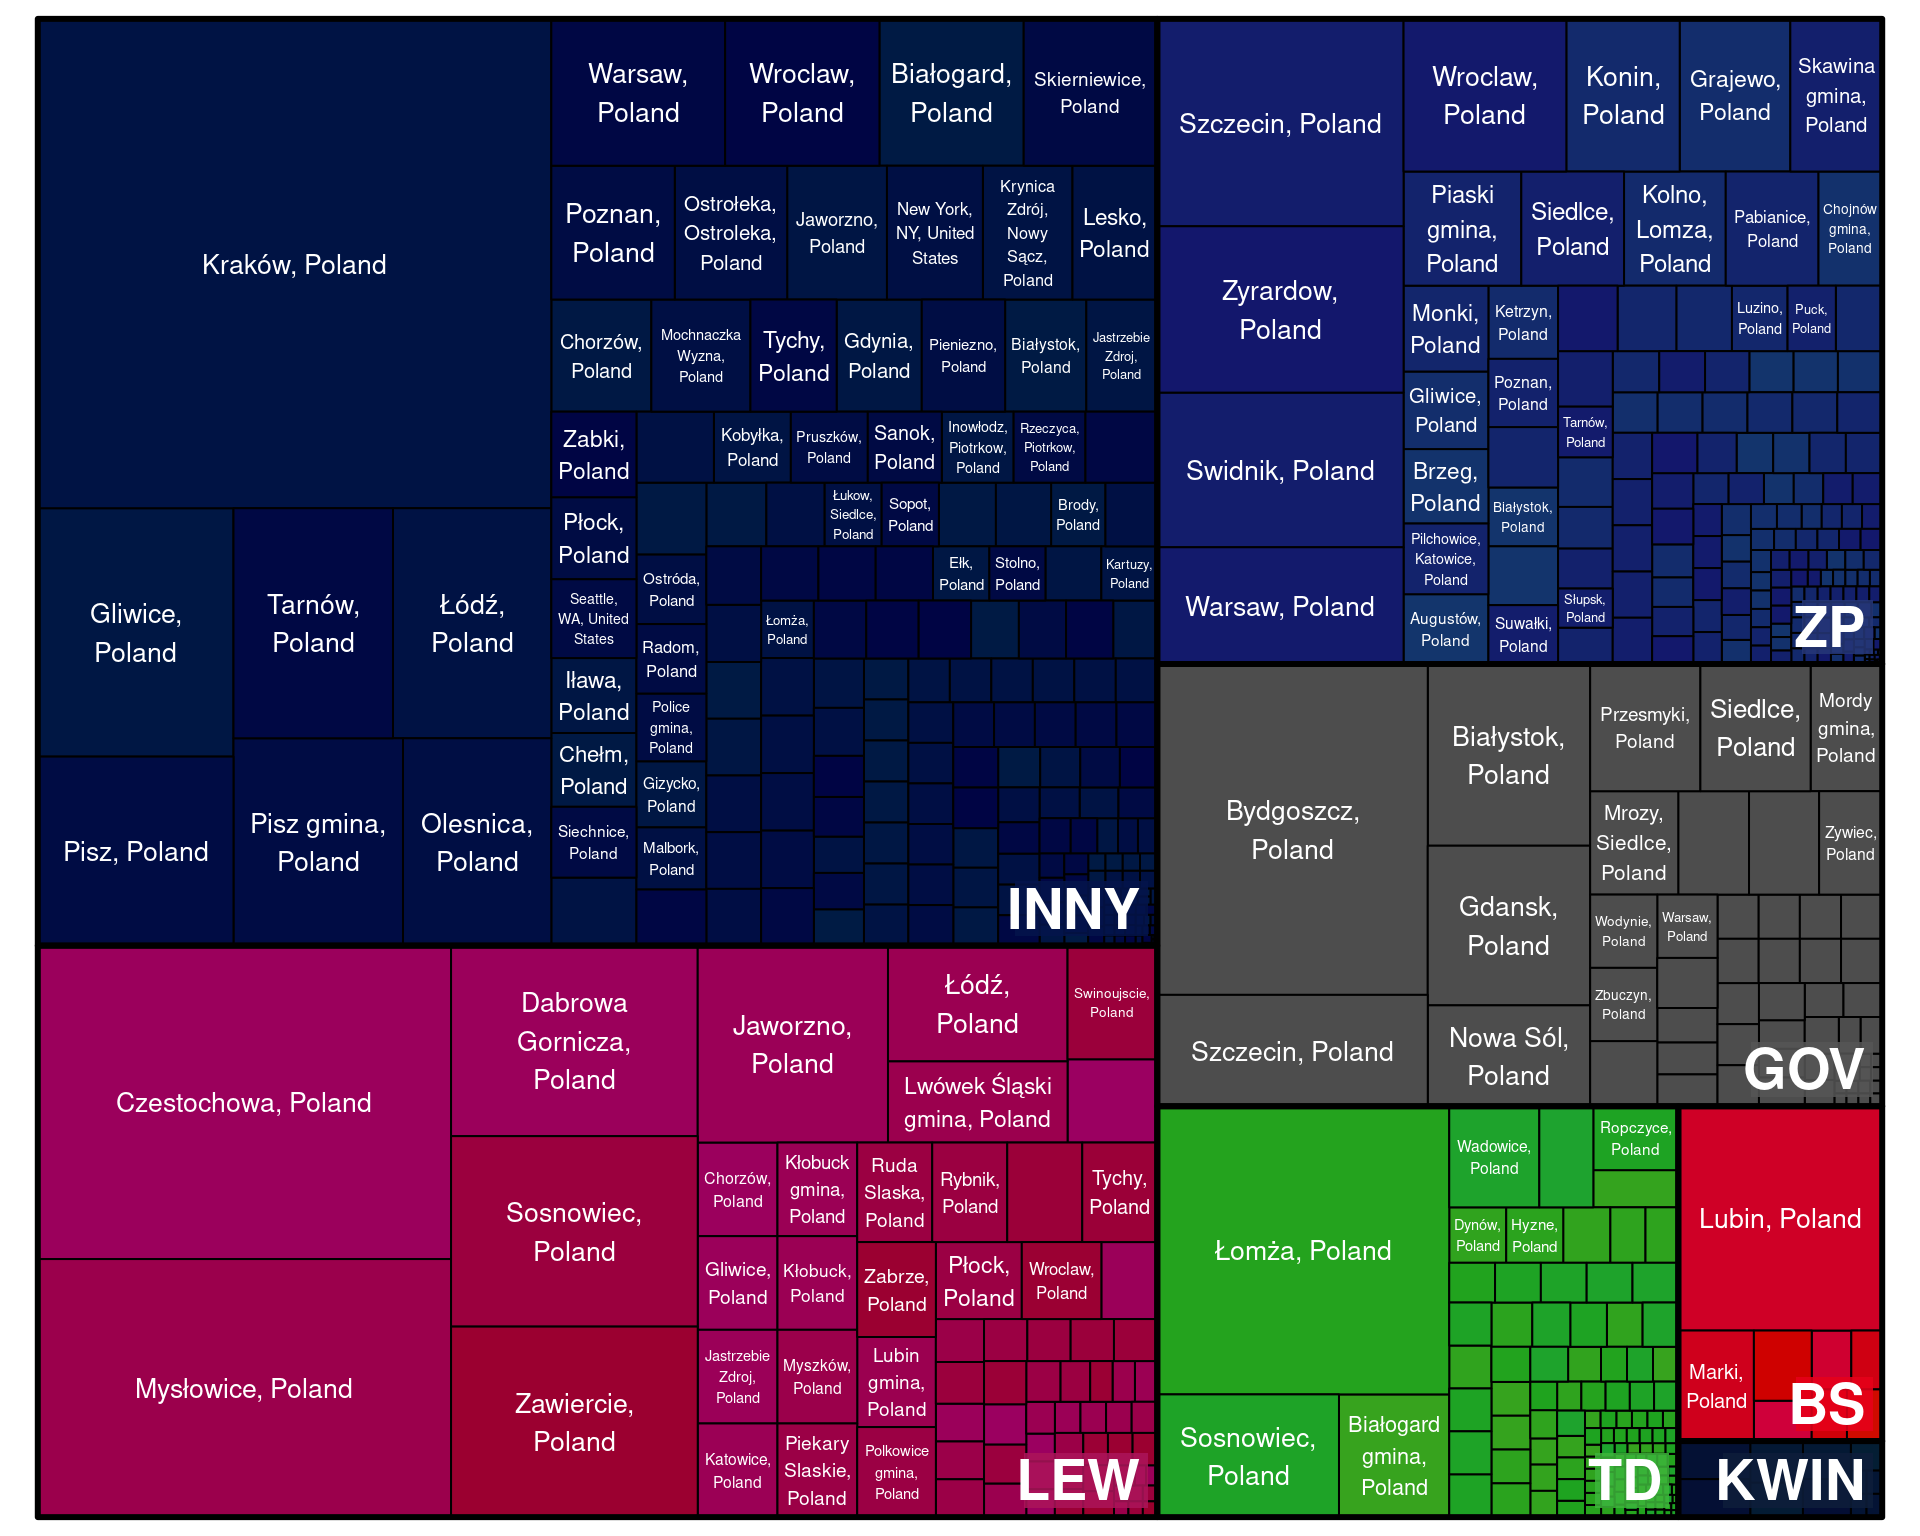 Kraków, Poland
Gliwice,
Poland
Tarnów,
Poland
Łódź,
Poland
Pisz, Poland
Pisz gmina,
Poland
Olesnica,
Poland
Warsaw,
Poland
Wroclaw,
Poland
Białogard,
Poland
Skierniewice,
Poland
Poznan,
Poland
Ostrołeka,
Ostroleka,
Poland
Jaworzno,
Poland
New York,
NY, United
States
Krynica
Zdrój,
Nowy
Sącz,
Poland
Lesko,
Poland
Chorzów,
Poland
Mochnaczka
Wyzna,
Poland
Tychy,
Poland
Gdynia,
Poland
Pieniezno,
Poland
Białystok,
Poland
Jastrzebie
Zdroj,
Poland
Zabki,
Poland
Kobyłka,
Poland
Pruszków,
Poland
Sanok,
Poland
Inowłodz,
Piotrkow,
Poland
Rzeczyca,
Piotrkow,
Poland
Płock,
Poland
Łukow,
Siedlce,
Poland
Sopot,
Poland
Brody,
Poland
Seattle,
WA, United
States
Ostróda,
Poland
Ełk,
Poland
Stolno,
Poland
Kartuzy,
Poland
Łomża,
Poland
Radom,
Poland
Iława,
Poland
Police
gmina,
Poland
Chełm,
Poland
Gizycko,
Poland
Siechnice,
Poland
Malbork,
Poland
INNY
Szczecin, Poland
Zyrardow,
Poland
Swidnik, Poland
Warsaw, Poland
Wroclaw,
Poland
Konin,
Poland
Grajewo,
Poland
Skawina
gmina,
Poland
Piaski
gmina,
Poland
Siedlce,
Poland
Kolno,
Lomza,
Poland
Pabianice,
Poland
Chojnów
gmina,
Poland
Monki,
Poland
Ketrzyn,
Poland
Luzino,
Poland
Puck,
Poland
Gliwice,
Poland
Poznan,
Poland
Tarnów,
Poland
Brzeg,
Poland
Białystok,
Poland
Pilchowice,
Katowice,
Poland
Augustów,
Poland
Suwałki,
Poland
Słupsk,
Poland
ZP
Bydgoszcz,
Poland
Szczecin, Poland
Białystok,
Poland
Gdansk,
Poland
Nowa Sól,
Poland
Przesmyki,
Poland
Siedlce,
Poland
Mordy
gmina,
Poland
Mrozy,
Siedlce,
Poland
Zywiec,
Poland
Wodynie,
Poland
Warsaw,
Poland
Zbuczyn,
Poland
GOV
Czestochowa, Poland
Mysłowice, Poland
Dabrowa
Gornicza,
Poland
Sosnowiec,
Poland
Zawiercie,
Poland
Jaworzno,
Poland
Łódź,
Poland
Swinoujscie,
Poland
Lwówek Śląski
gmina, Poland
Chorzów,
Poland
Kłobuck
gmina,
Poland
Ruda
Slaska,
Poland
Rybnik,
Poland
Tychy,
Poland
Gliwice,
Poland
Kłobuck,
Poland
Zabrze,
Poland
Płock,
Poland
Wroclaw,
Poland
Jastrzebie
Zdroj,
Poland
Myszków,
Poland
Lubin
gmina,
Poland
Katowice,
Poland
Piekary
Slaskie,
Poland
Polkowice
gmina,
Poland
LEW
Łomża, Poland
Sosnowiec,
Poland
Białogard
gmina,
Poland
Wadowice,
Poland
Ropczyce,
Poland
Dynów,
Poland
Hyzne,
Poland
TD
Lubin, Poland
Marki,
Poland
BS
KWIN